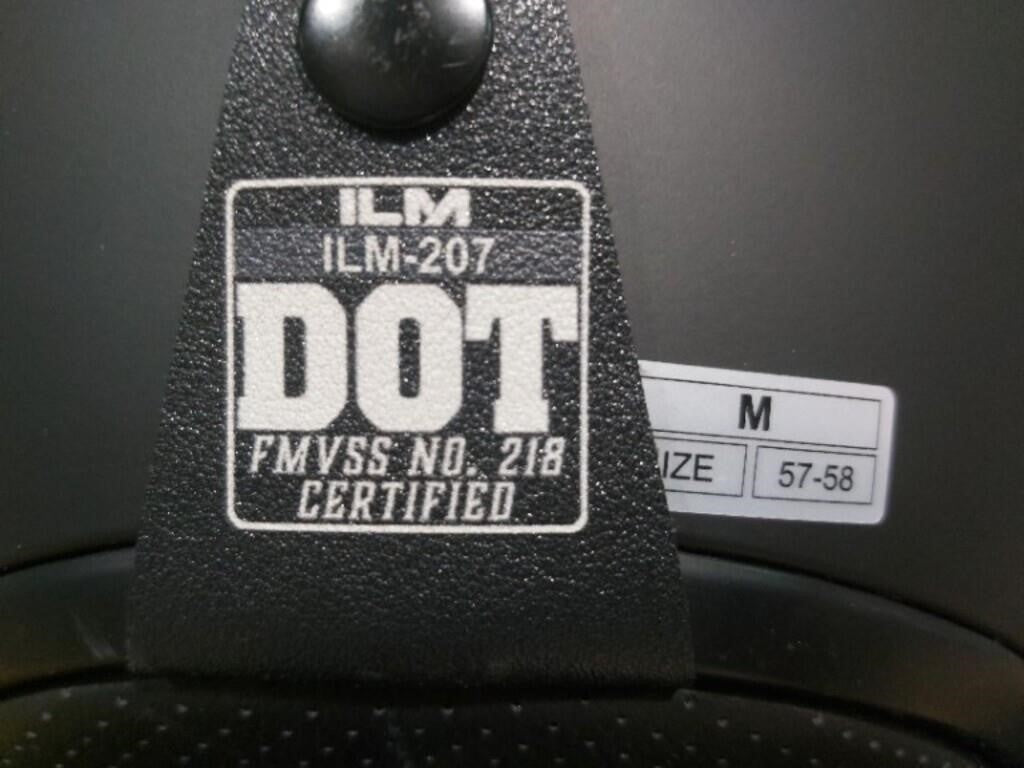 ILM
ILM-207
DOT
FMVSS NO. 218
CERTIFIED
M
IZE
57-58